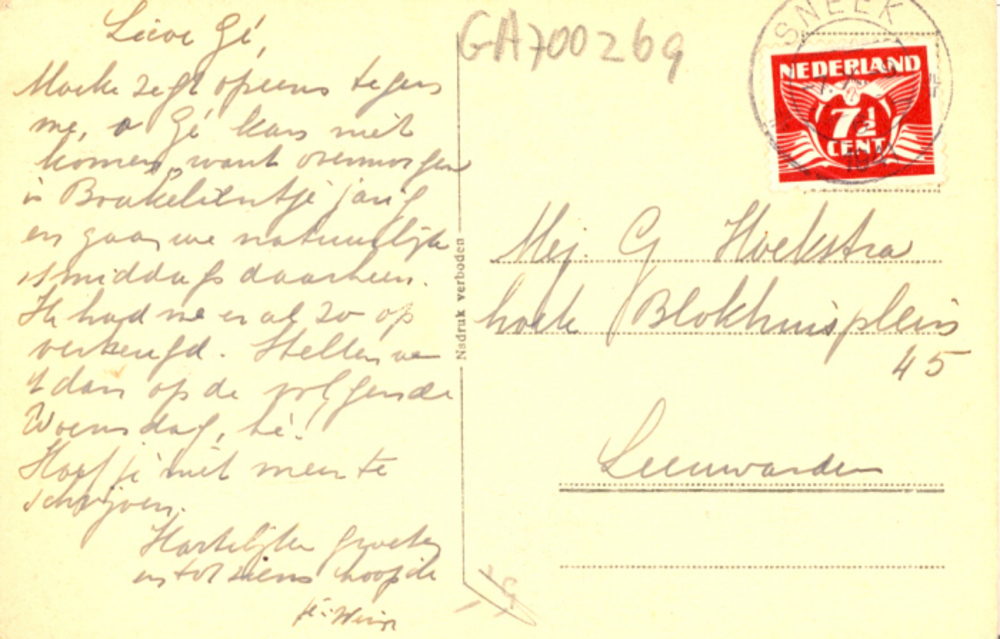 Lieve Gé,
Moeke zegt opeens tegen
me, o Gé kan niet
komen, want overmorgen
is jarig
en gaan we natuurlijk
smiddags daarheen.
Ik had me er al zo op
verheugd. Stellen we
't dan op de volgende
Woensdag, hè!
Hoef je niet meer te
schrijven.
Hartelijke groeten
en tot ziens hoop ik
GA700269
SNEEK
NEDERLAND
7½
CENT
Nadruk verboden
Mej. G Hoekstra
hoek Blokhuisplein
45
Leeuwarden